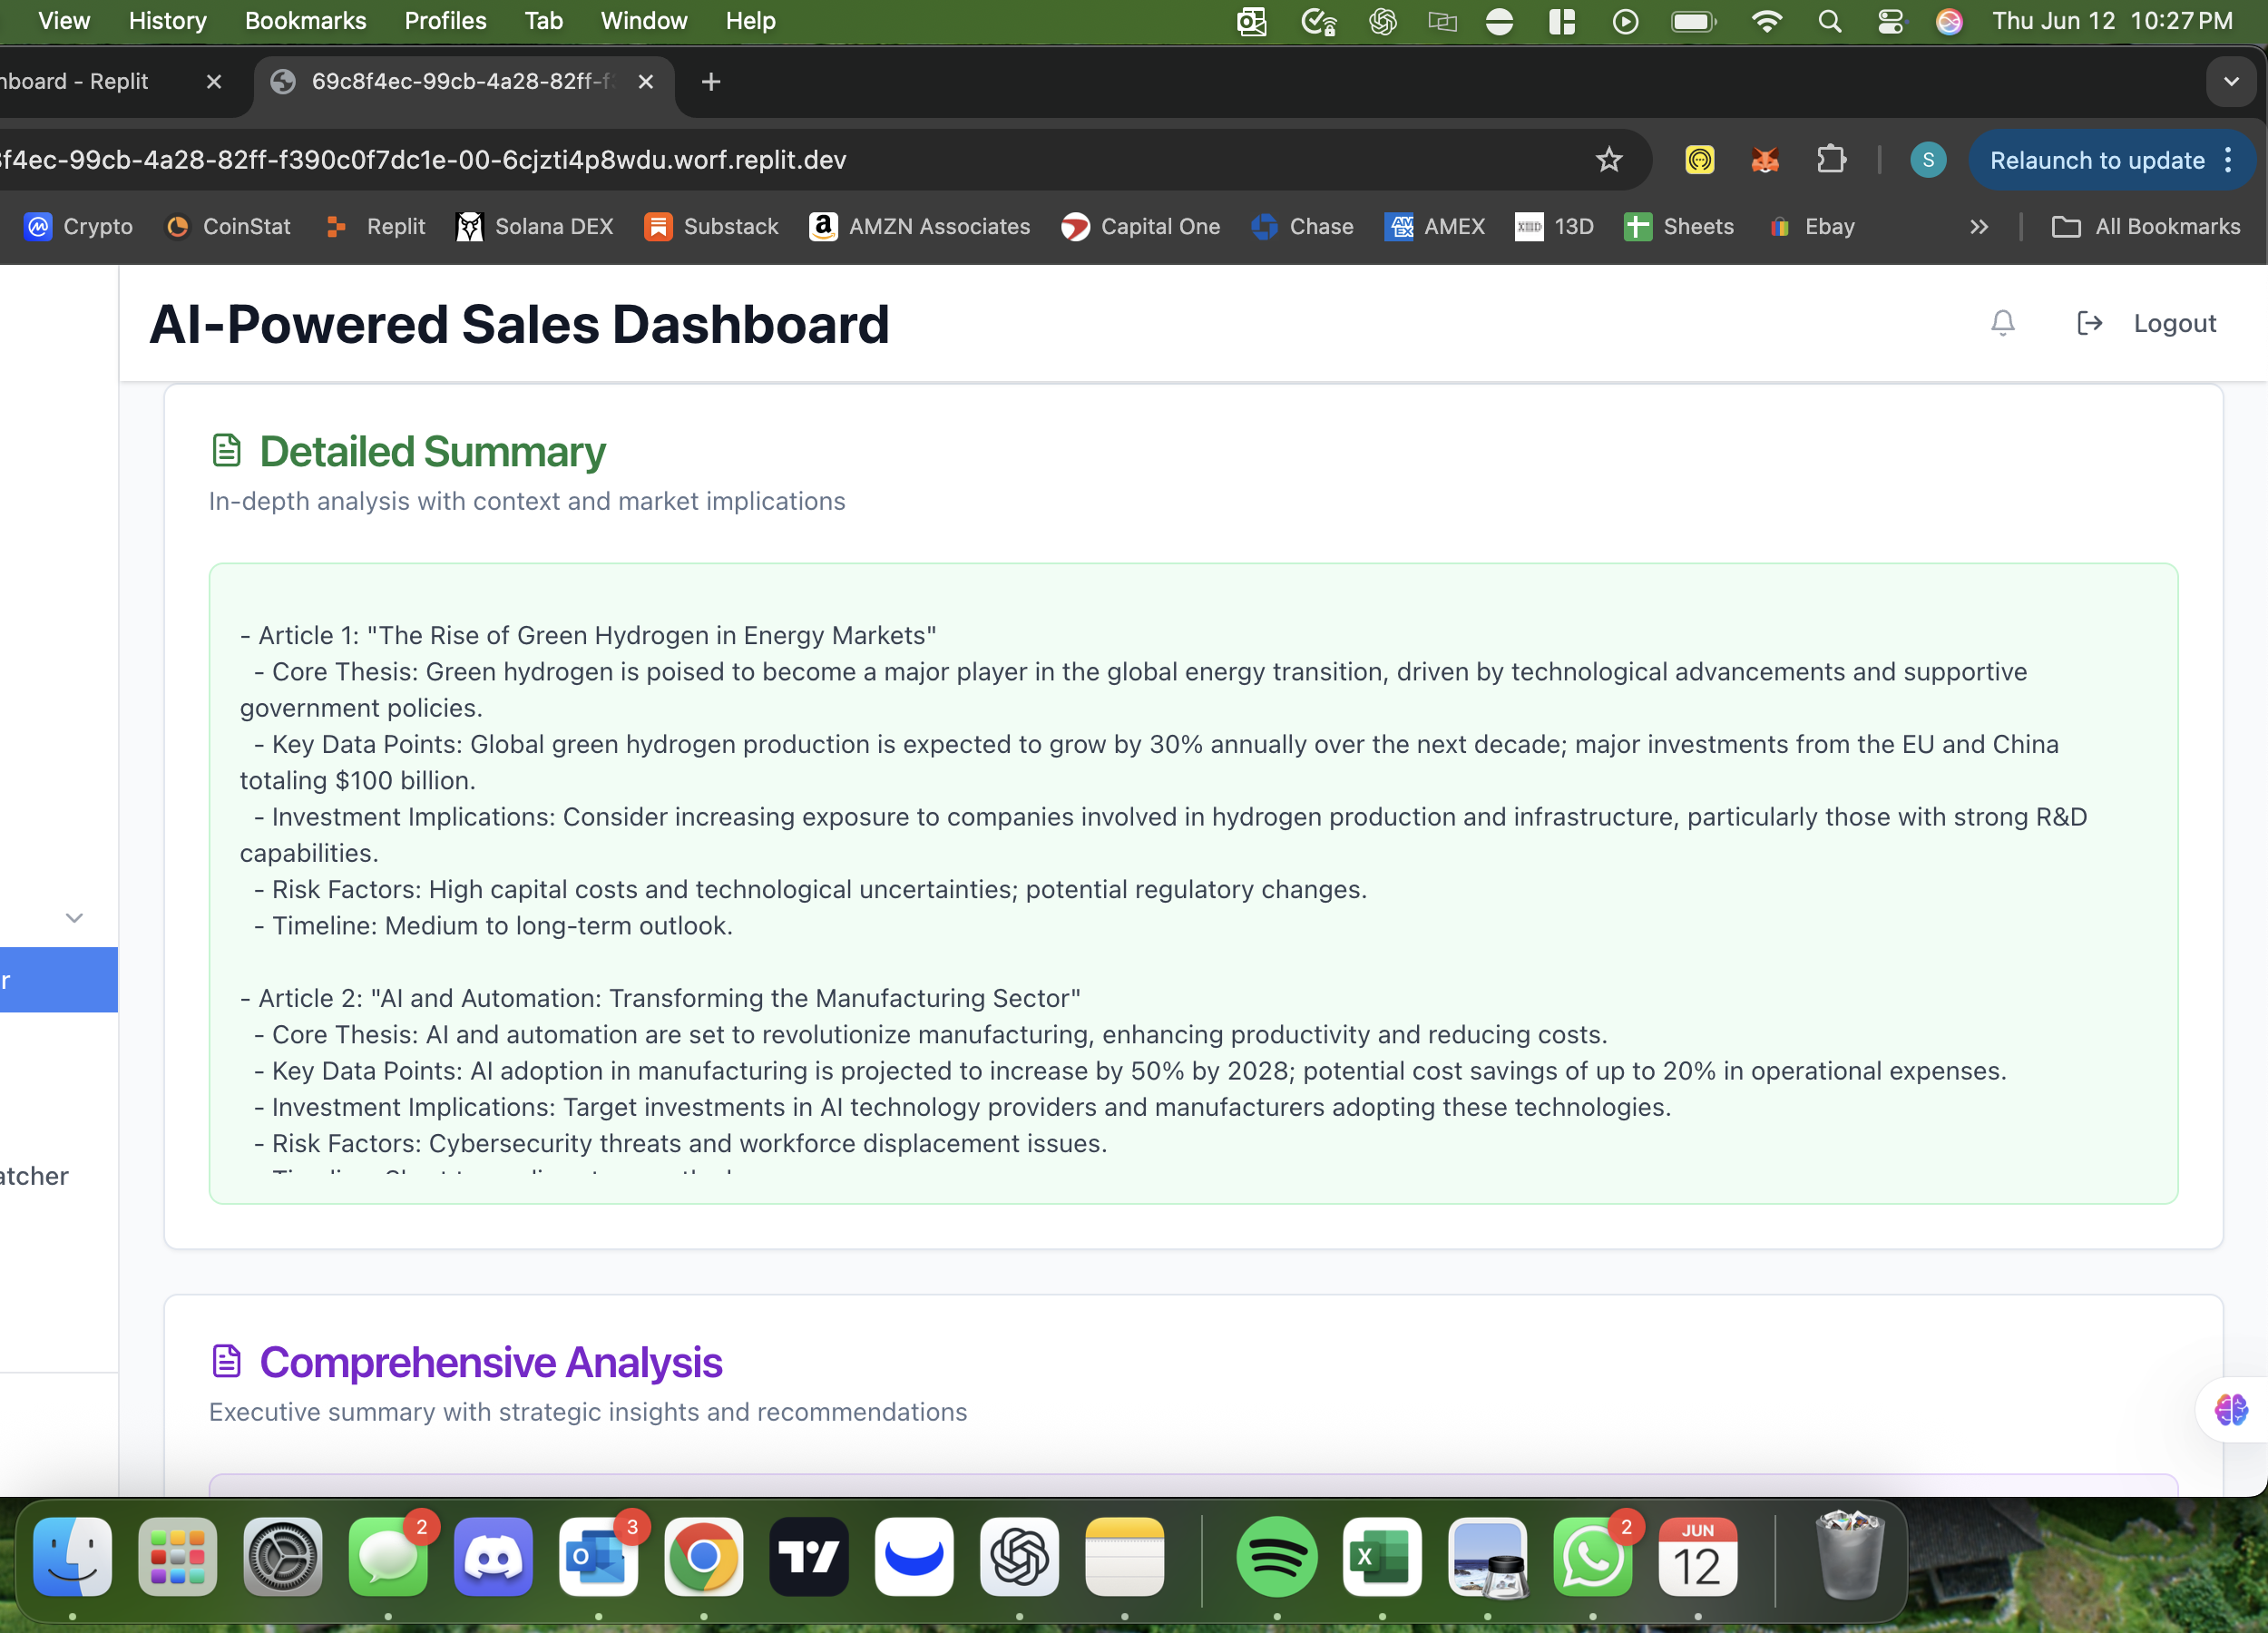 View History Bookmarks Profiles Tab Window Help Thu Jun 12 10:27 PM
board - Replit 69c8f4ec-99cb-4a28-82ff-f
f4ec-99cb-4a28-82ff-f390c0f7dc1e-00-6cjzti4p8wdu.worf.replit.dev S Relaunch to update
Crypto CoinStat Replit Solana DEX Substack a AMZN Associates Capital One Chase AM EX AMEX 13D Sheets Ebay All Bookmarks
AI-Powered Sales Dashboard Logout
Detailed Summary
In-depth analysis with context and market implications
- Article 1: "The Rise of Green Hydrogen in Energy Markets"
- Core Thesis: Green hydrogen is poised to become a major player in the global energy transition, driven by technological advancements and supportive
government policies.
- Key Data Points: Global green hydrogen production is expected to grow by 30% annually over the next decade; major investments from the EU and China
totaling $100 billion.
- Investment Implications: Consider increasing exposure to companies involved in hydrogen production and infrastructure, particularly those with strong R&D
capabilities.
- Risk Factors: High capital costs and technological uncertainties; potential regulatory changes.
- Timeline: Medium to long-term outlook.
- Article 2: "AI and Automation: Transforming the Manufacturing Sector"
- Core Thesis: AI and automation are set to revolutionize manufacturing, enhancing productivity and reducing costs.
- Key Data Points: AI adoption in manufacturing is projected to increase by 50% by 2028; potential cost savings of up to 20% in operational expenses.
- Investment Implications: Target investments in AI technology providers and manufacturers adopting these technologies.
- Risk Factors: Cybersecurity threats and workforce displacement issues.
r
atcher
Comprehensive Analysis
Executive summary with strategic insights and recommendations
2 3 2 JUN
12